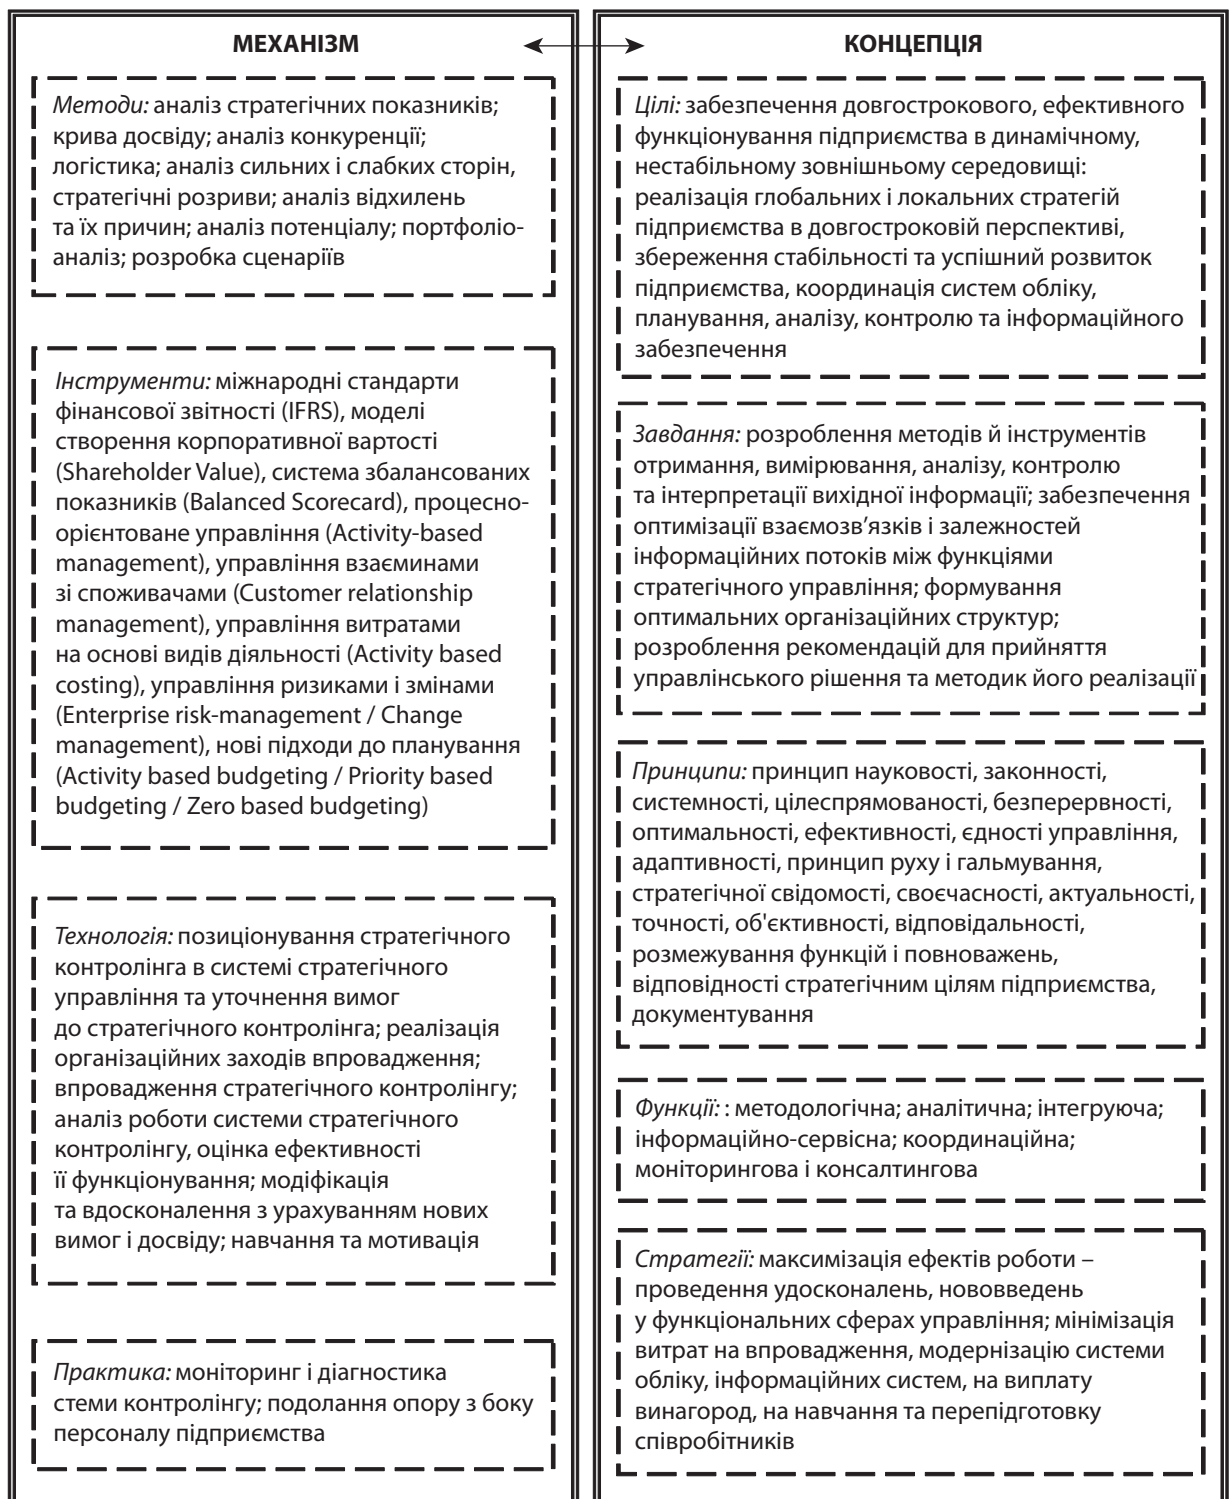 МЕХАНІЗМ
Методи: аналіз стратегічних показників;
крива досвіду; аналіз конкуренції;
логістика; аналіз сильних і слабких сторін,
стратегічні розриви; аналіз відхилень
та їх причин; аналіз потенціалу; портфоліо-
аналіз; розробка сценаріїв
Інструменти: міжнародні стандарти
фінансової звітності (IFRS), моделі
створення корпоративної вартості
(Shareholder Value), система збалансованих
показників (Balanced Scorecard), процесно-
орієнтоване управління (Activity-based
management), управління взаєминами
зі споживачами (Customer relationship
management), управління витратами
на основі видів діяльності (Activity based
costing), управління ризиками і змінами
(Enterprise risk-management / Change
management), нові підходи до планування
(Activity based budgeting / Priority based
budgeting / Zero based budgeting)
Технологія: позиціонування стратегічного
контролінга в системі стратегічного
управління та уточнення вимог
до стратегічного контролінга; реалізація
організаційних заходів впровадження;
впровадження стратегічного контролінгу;
аналіз роботи системи стратегічного
контролінгу, оцінка ефективності
її функціонування; модіфікація
та вдосконалення з урахуванням нових
вимог і досвіду; навчання та мотивація
Практика: моніторинг і діагностика
стеми контролінгу; подолання опору з боку
персоналу підприємства
КОНЦЕПЦІЯ
Цілі: забезпечення довгострокового, ефективного
функціонування підприємства в динамічному,
нестабільному зовнішньому середовищі:
реалізація глобальних і локальних стратегій
підприємства в довгостроковій перспективі,
збереження стабільності та успішний розвиток
підприємства, координація систем обліку,
планування, аналізу, контролю та інформаційного
забезпечення
Завдання: розроблення методів й інструментів
отримання, вимірювання, аналізу, контролю
та інтерпретації вихідної інформації; забезпечення
оптимізації взаємозв’язків і залежностей
інформаційних потоків між функціями
стратегічного управління; формування
оптимальних організаційних структур;
розроблення рекомендацій для прийняття
управлінського рішення та методик його реалізації
Принципи: принцип науковості, законності,
системності, цілеспрямованості, безперервності,
оптимальності, ефективності, єдності управління,
адаптивності, принцип руху і гальмування,
стратегічної свідомості, своєчасності, актуальності,
точності, об'єктивності, відповідальності,
розмежування функцій і повноважень,
відповідності стратегічним цілям підприємства,
документування
Функції: : методологічна; аналітична; інтегруюча;
інформаційно-сервісна; координаційна;
моніторингова і консалтингова
Стратегії: максимізація ефектів роботи –
проведення удосконалень, нововведень
у функціональних сферах управління; мінімізація
витрат на впровадження, модернізацію системи
обліку, інформаційних систем, на виплату
винагород, на навчання та перепідготовку
співробітників